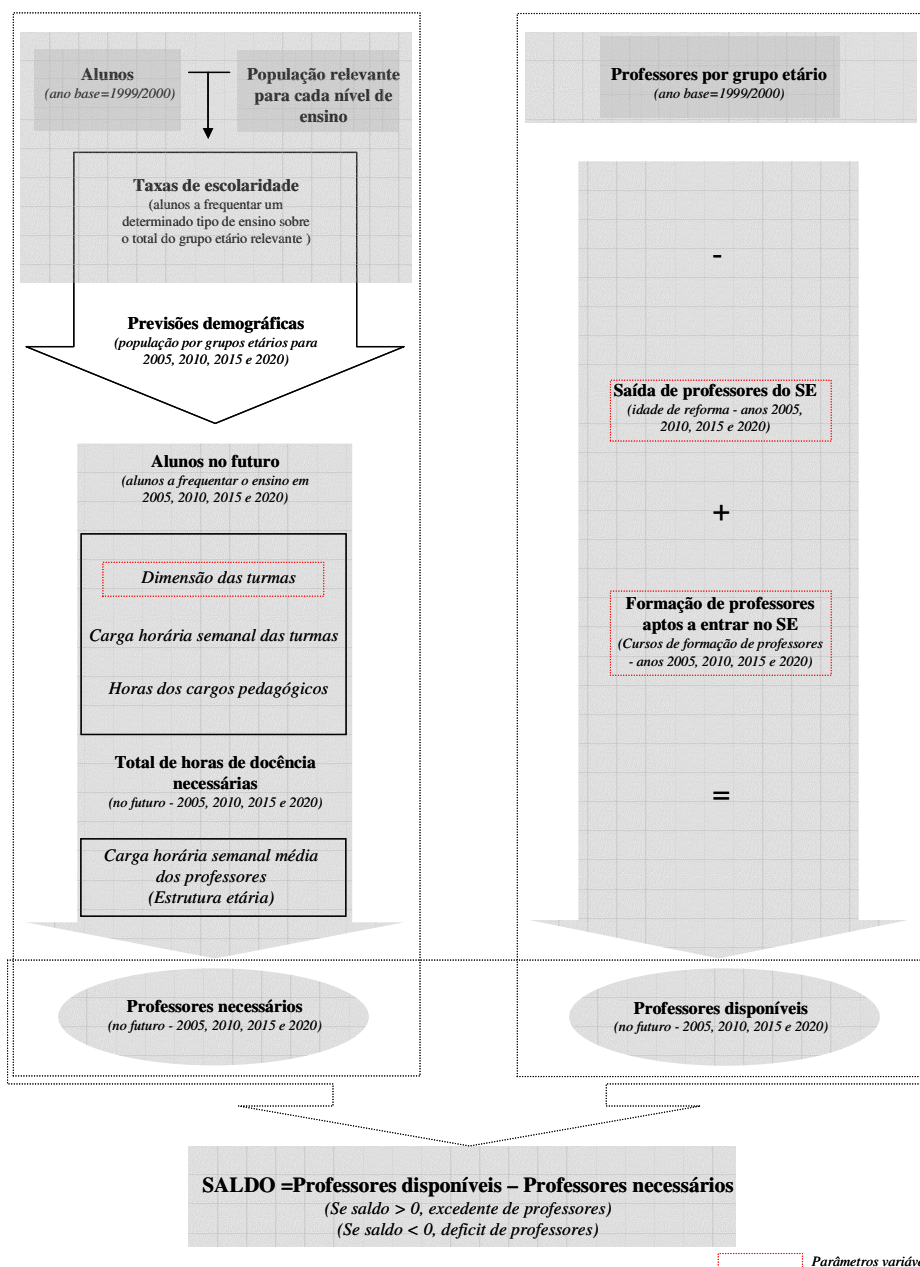 Alunos
(ano base=1999/2000)
População relevante
para cada nível de
ensino
Taxas de escolaridade
(alunos a frequentar um
determinado tipo de ensino sobre
o total do grupo etário relevante )
Previsões demográficas
(população por grupos etários para
2005, 2010, 2015 e 2020)
Alunos no futuro
(alunos a frequentar o ensino em
2005, 2010, 2015 e 2020)
Dimensão das turmas
Carga horária semanal das turmas
Horas dos cargos pedagógicos
Total de horas de docência
necessárias
(no futuro - 2005, 2010, 2015 e 2020)
Carga horária semanal média
dos professores
(Estrutura etária)
Professores necessários
(no futuro - 2005, 2010, 2015 e 2020)
Professores por grupo etário
(ano base=1999/2000)
-
Saída de professores do SE
(idade de reforma - anos 2005,
2010, 2015 e 2020)
+
Formação de professores
aptos a entrar no SE
(Cursos de formação de professores
- anos 2005, 2010, 2015 e 2020)
=
Professores disponíveis
(no futuro - 2005, 2010, 2015 e 2020)
SALDO =Professores disponíveis – Professores necessários
(Se saldo > 0, excedente de professores)
(Se saldo < 0, deficit de professores)
Parâmetros